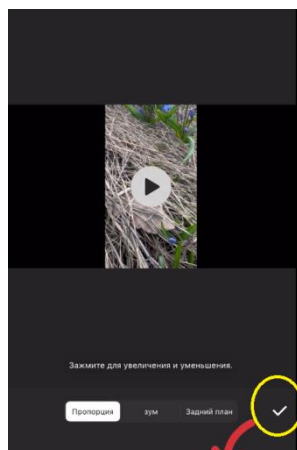 Зажмите для увеличения и уменьшения.
Пропорция зум Задний план